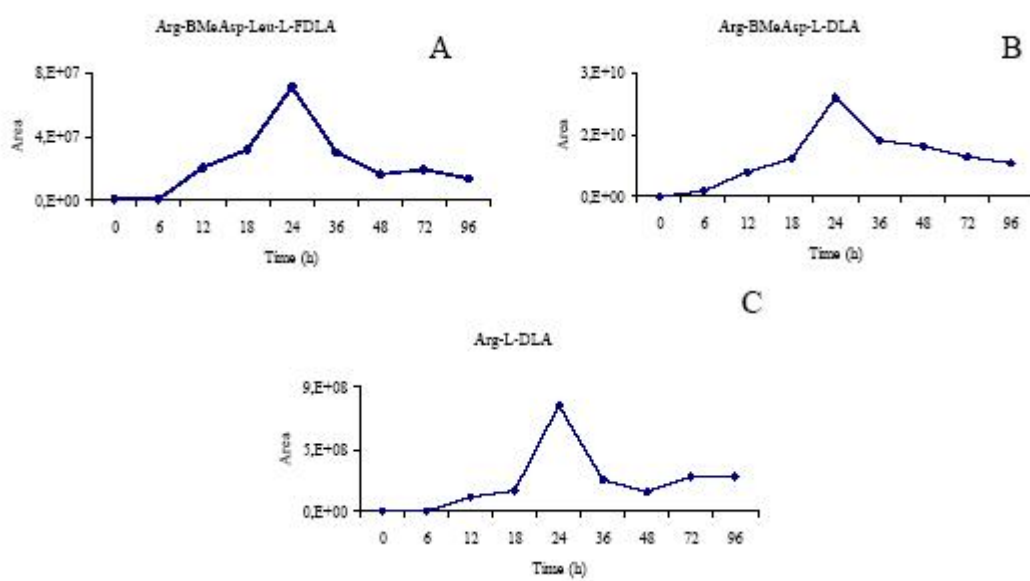 Arg-BMeAsp-Leu-L-FDLA
A
8,E+07
4,E+07
0,E+00
Area
0 6 12 18 24 36 48 72 96
Time (h)
Arg-BMeAsp-L-DLA
B
3,E+10
2,E+10
0,E+00
Area
0 6 12 18 24 36 48 72 96
Time (h)
C
Arg-L-DLA
9,E+08
5,E+08
0,E+00
Area
0 6 12 18 24 36 48 72 96
Time (h)